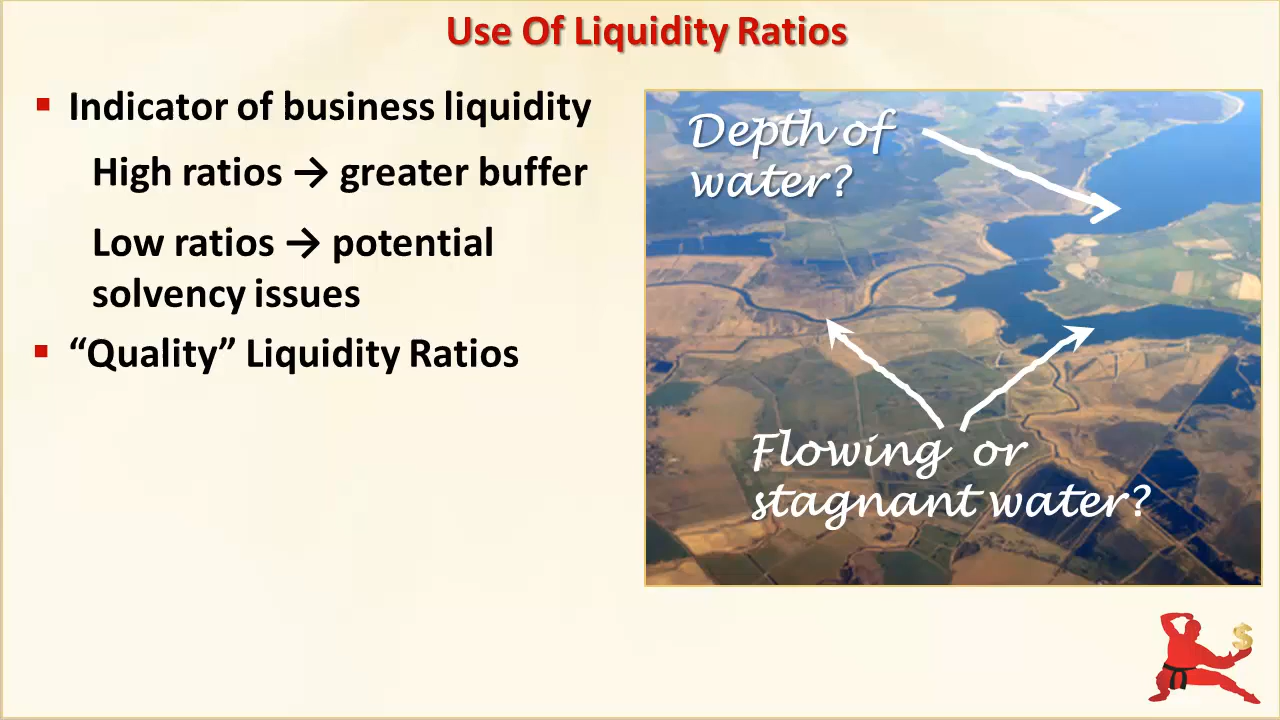 Use Of Liquidity Ratios
▪ Indicator of business liquidity
High ratios → greater buffer
Low ratios → potential
solvency issues
▪ “Quality” Liquidity Ratios
Depth of
water?
Flowing or
stagnant water?
$